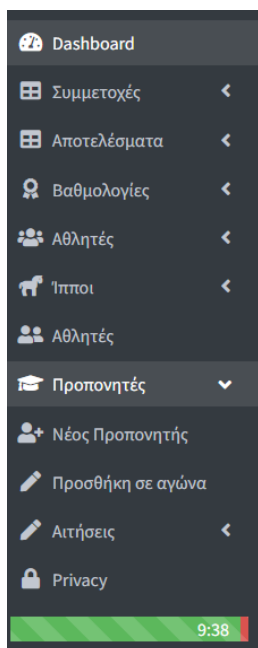 Dashboard
Συμμετοχές
Αποτελέσματα
Βαθμολογίες
Αθλητές
Ίπποι
Αθλητές
Προπονητές
Νέος Προπονητής
Προσθήκη σε αγώνα
Αιτήσεις
Privacy
9:38